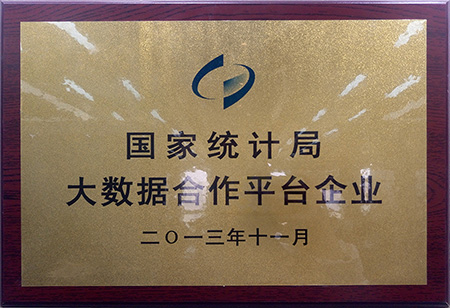 国家统计局
大数据合作平台企业
二〇一三年十一月